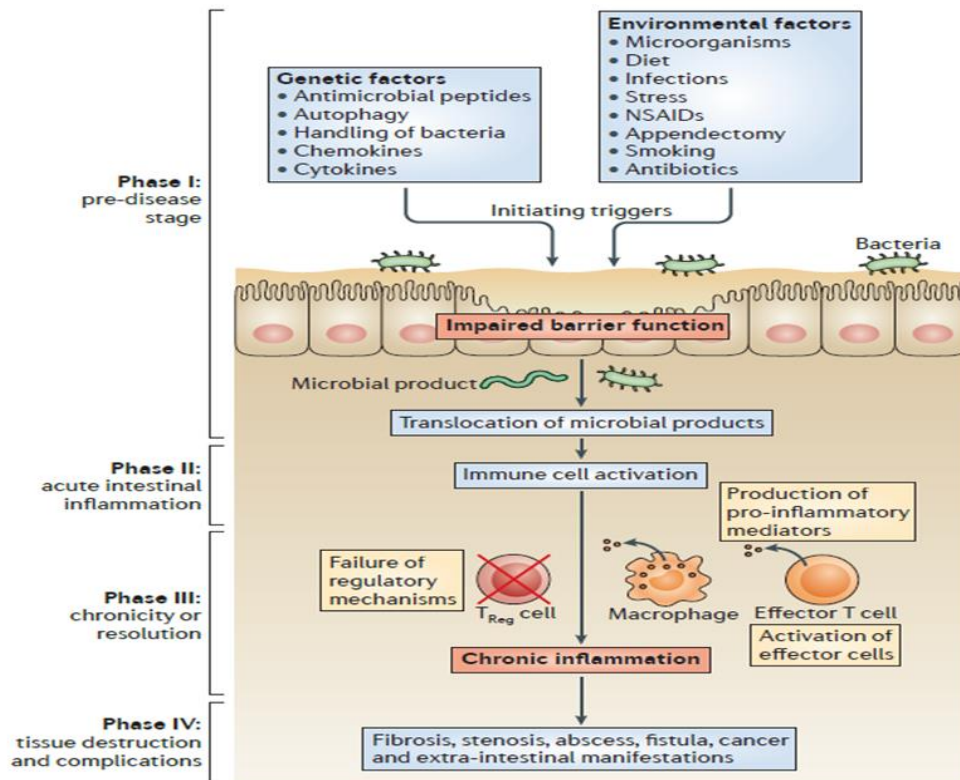 Genetic factors
• Antimicrobial peptides
• Autophagy
• Handling of bacteria
• Chemokines
• Cytokines
Environmental factors
• Microorganisms
• Diet
• Infections
• Stress
• NSAIDs
• Appendectomy
• Smoking
• Antibiotics
Phase I:
pre-disease
stage
Initiating triggers
Bacteria
Impaired barrier function
Microbial product
Translocation of microbial products
Phase II:
acute intestinal
inflammation
Immune cell activation
Production of
pro-inflammatory
mediators
Phase III:
chronicity or
resolution
Failure of
regulatory
mechanisms
TReg cell
Macrophage
Effector T cell
Activation of
effector cells
Chronic inflammation
Phase IV:
tissue destruction
and complications
Fibrosis, stenosis, abscess, fistula, cancer
and extra-intestinal manifestations